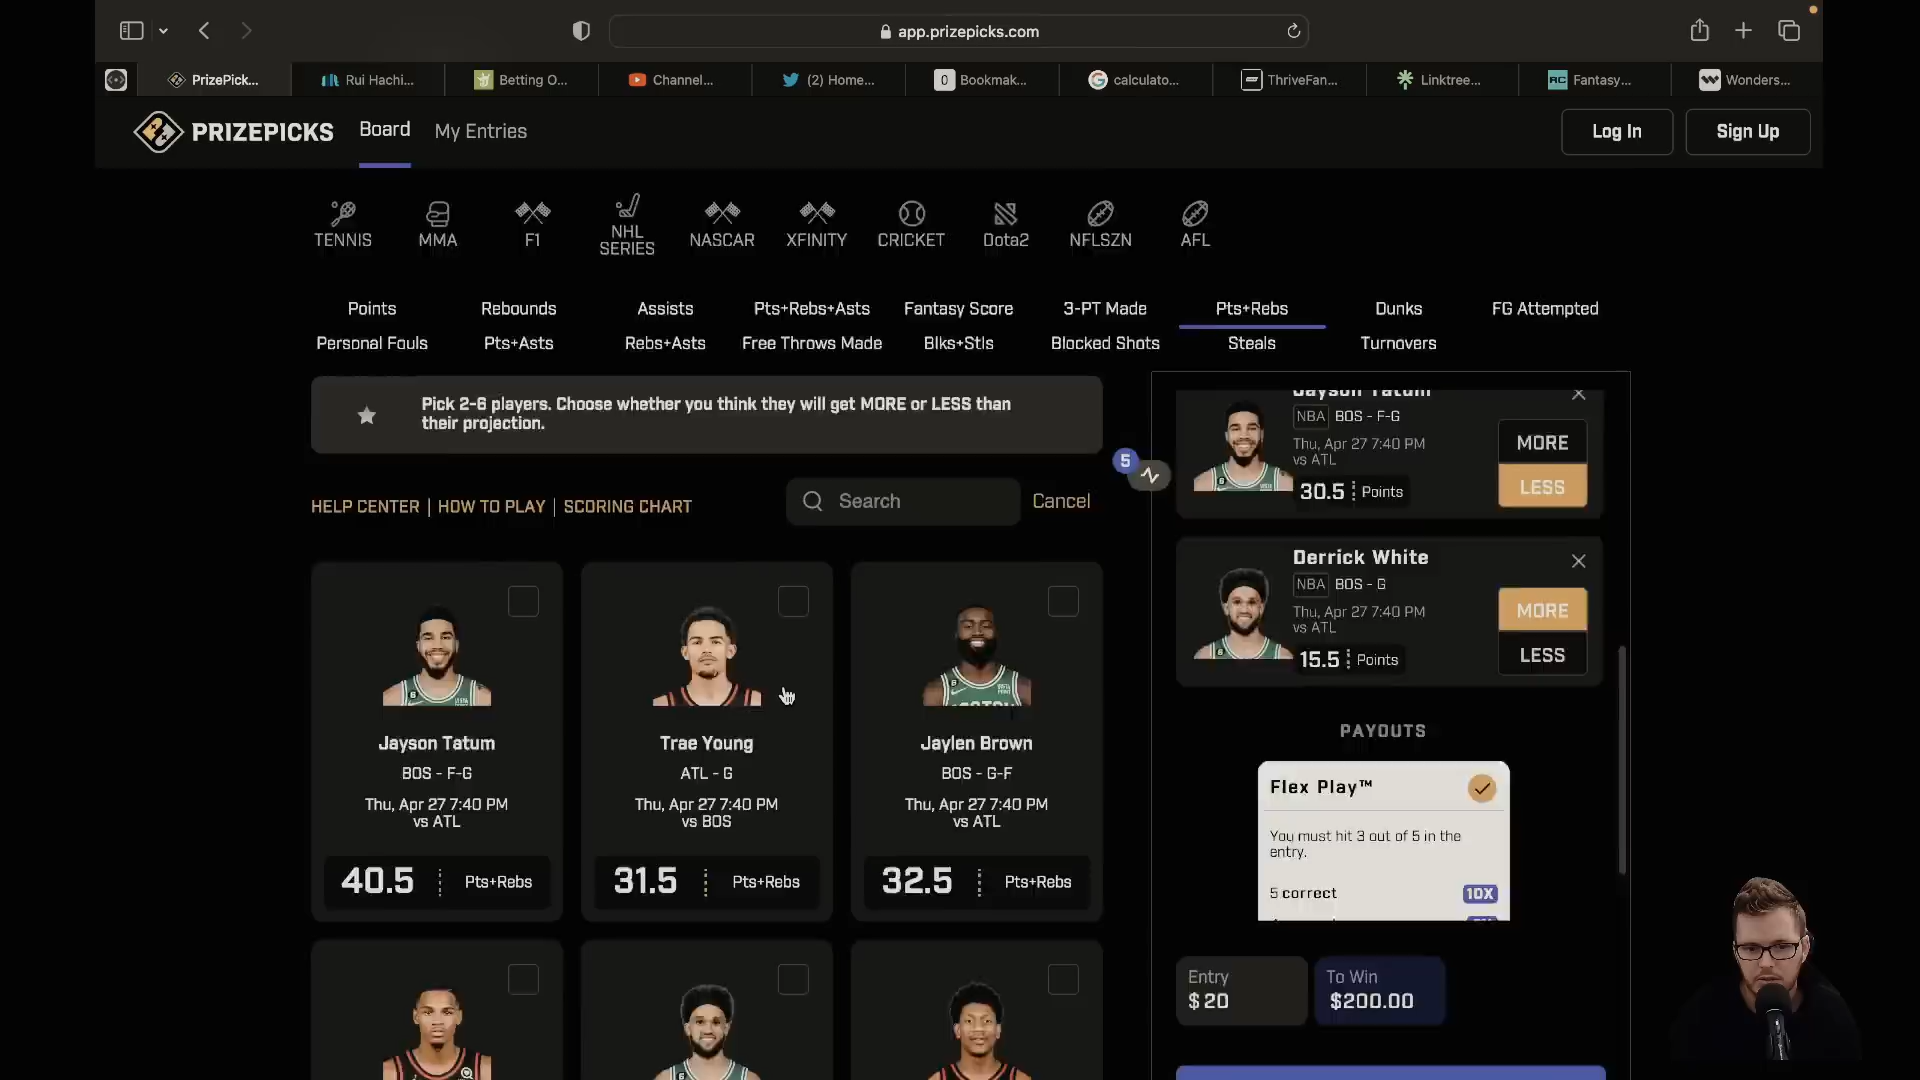 app.prizepicks.com
PrizePick...
Rui Hachi...
Betting O...
Channel...
(2) Home...
0
Bookmak...
calculato...
ThriveFan...
Linktree...
RC
Fantasy...
Wonders...
PRIZEPICKS
Board
My Entries
Log In
Sign Up
TENNIS
MMA
F1
NHL
SERIES
NASCAR
XFINITY
CRICKET
Dota2
NFLSZN
AFL
Points
Rebounds
Assists
Pts+Rebs+Asts
Fantasy Score
3-PT Made
Pts+Rebs
Dunks
FG Attempted
Personal Fouls
Pts+Asts
Rebs+Asts
Free Throws Made
Blks+Stls
Blocked Shots
Steals
Turnovers
Pick 2-6 players. Choose whether you think they will get MORE or LESS than
their projection.
HELP CENTER | HOW TO PLAY | SCORING CHART
Search
Cancel
Jayson Tatum
BOS - F-G
Thu, Apr 27 7:40 PM
vs ATL
40.5
Pts+Rebs
Trae Young
ATL - G
Thu, Apr 27 7:40 PM
vs BOS
31.5
Pts+Rebs
Jaylen Brown
BOS - G-F
Thu, Apr 27 7:40 PM
vs ATL
32.5
Pts+Rebs
5
Jayson Tatum
NBA BOS - F-G
Thu, Apr 27 7:40 PM
vs ATL
30.5 Points
MORE
LESS
Derrick White
NBA BOS - G
Thu, Apr 27 7:40 PM
vs ATL
15.5 Points
MORE
LESS
PAYOUTS
Flex Play™
You must hit 3 out of 5 in the
entry.
5 correct
10X
Entry
$ 20
To Win
$200.00